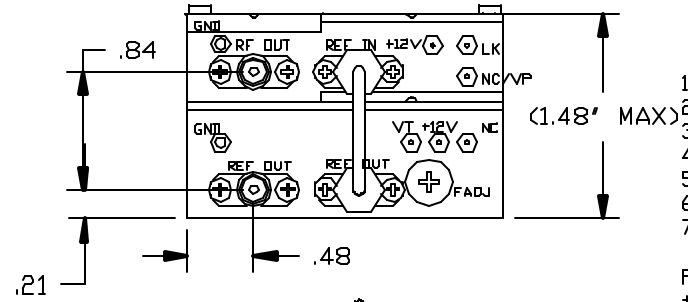 GND
RF OUT
REF IN +12V
LK
.84
NC/VP
(1.48" MAX)
1
2
3
4
5
6
7
GND
VT +12V
NC
REF OUT
REF OUT
FADJ
.48
.21
F